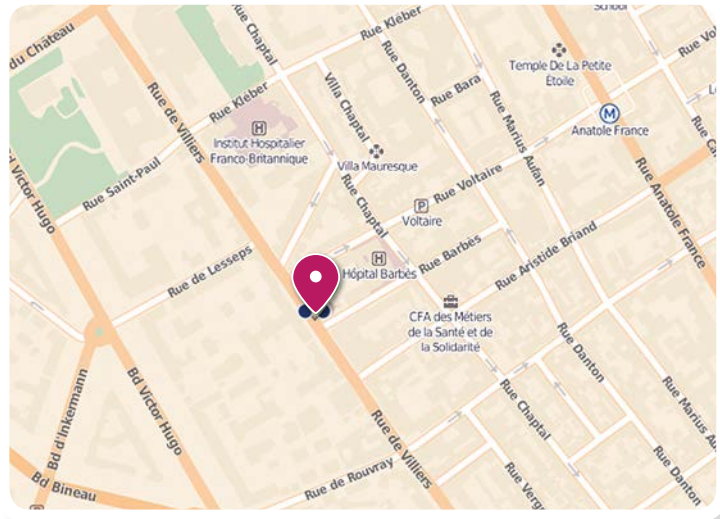 School
du Château
Rue Chaptal
Rue Kléber
Rue Danton
Rue Vo
Temple De La Petite
Étoile
Rue de Villiers
Rue Kléber
Villa Chaptal
Rue Bara
Rue Marius Aufan
M
Anatole France
H
Institut Hospitalier
Franco-Britannique
Villa Mauresque
Rue Voltaire
Bd Victor Hugo
Rue Saint-Paul
Rue Chaptal
P
Voltaire
Rue Anatole France
Rue de Lesseps
H
Hôpital Barbès
Rue Barbès
Rue Aristide Briand
CFA des Métiers
de la Santé et de
la Solidarité
Rue Danton
Bd d'Inkermann
Bd Victor Hugo
Rue de Villiers
Rue Chaptal
Rue Marius Au
Bd Bineau
Rue de Rouvray
Rue Verg
Rue Danton
H